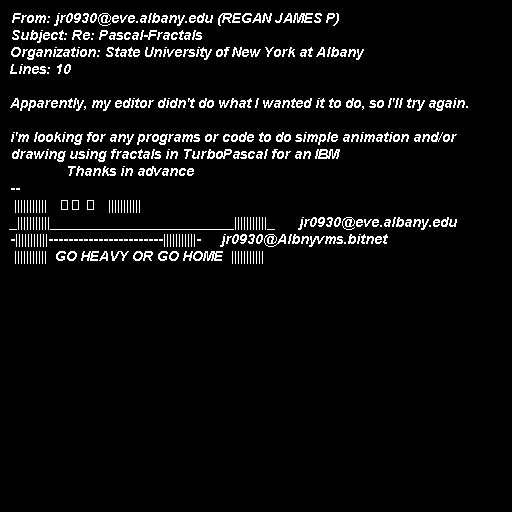 From: jr0930@eve.albany.edu (REGAN JAMES P)
Subject: Re: Pascal-Fractals
Organization: State University of New York at Albany
Lines: 10

Apparently, my editor didn't do what I wanted it to do, so I'll try again.

i'm looking for any programs or code to do simple animation and/or
drawing using fractals in TurboPascal for an IBM
Thanks in advance
--
|||||||||| ||||||||||
_||||||||||_______________________||||||||||_ jr0930@eve.albany.edu
-||||||||||-----------------------||||||||||- jr0930@Albnyvms.bitnet
|||||||||| GO HEAVY OR GO HOME ||||||||||